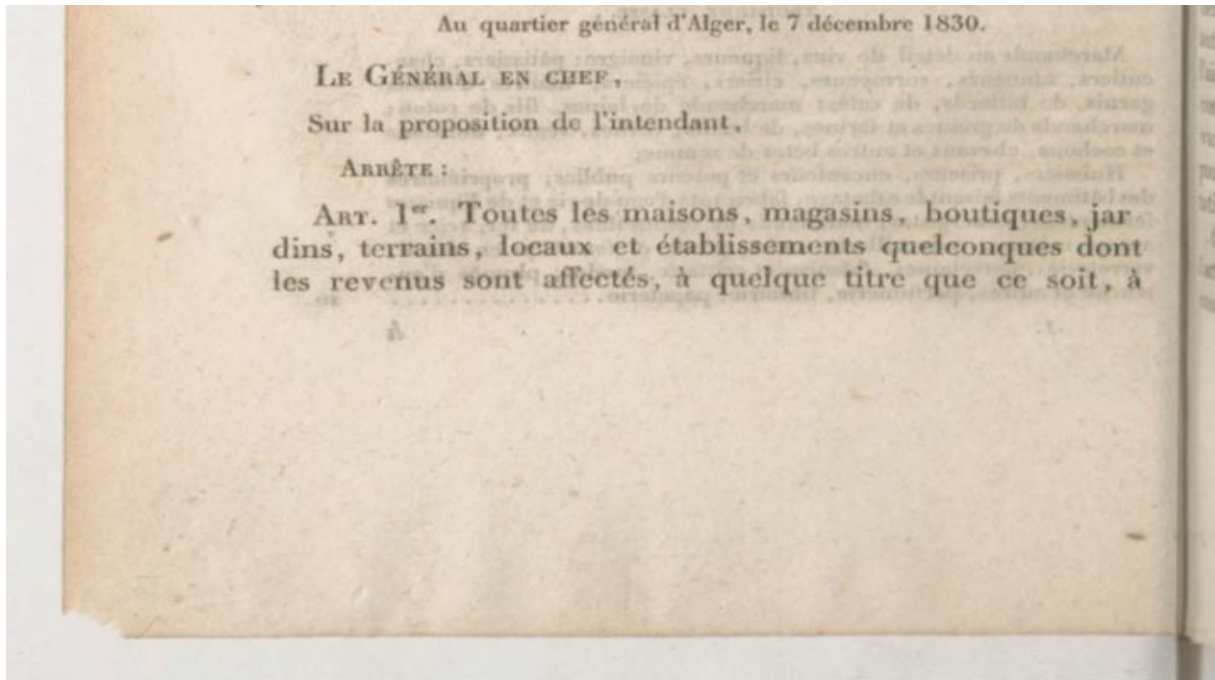 Au quartier général d'Alger, le 7 décembre 1830.
LE GÉNÉRAL EN CHEF,
Sur la proposition de l'intendant,
ARRÊTE :
ART. 1er. Toutes les maisons, magasins, boutiques, jar
dins, terrains, locaux et établissements quelconques dont
les revenus sont affectés, à quelque titre que ce soit, à